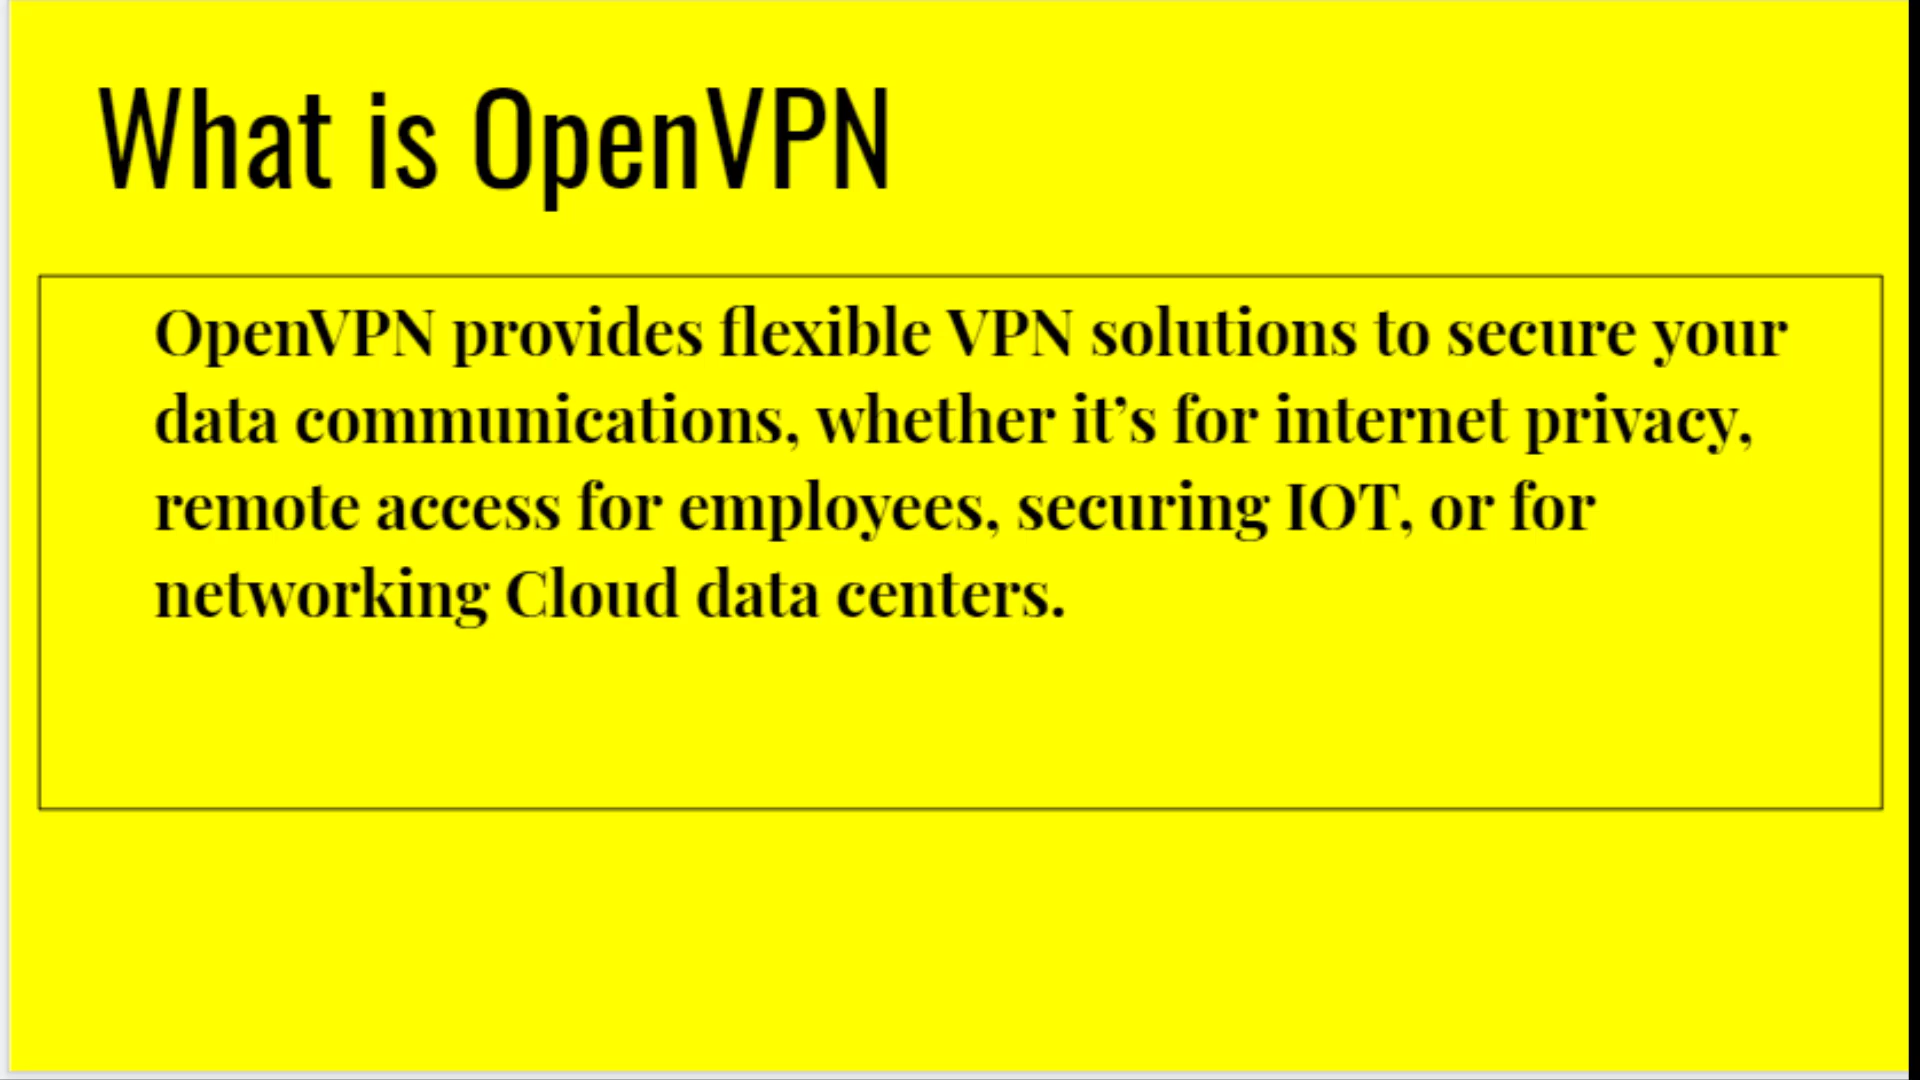 What is OpenVPN
OpenVPN provides flexible VPN solutions to secure your
data communications, whether it’s for internet privacy,
remote access for employees, securing IOT, or for
networking Cloud data centers.